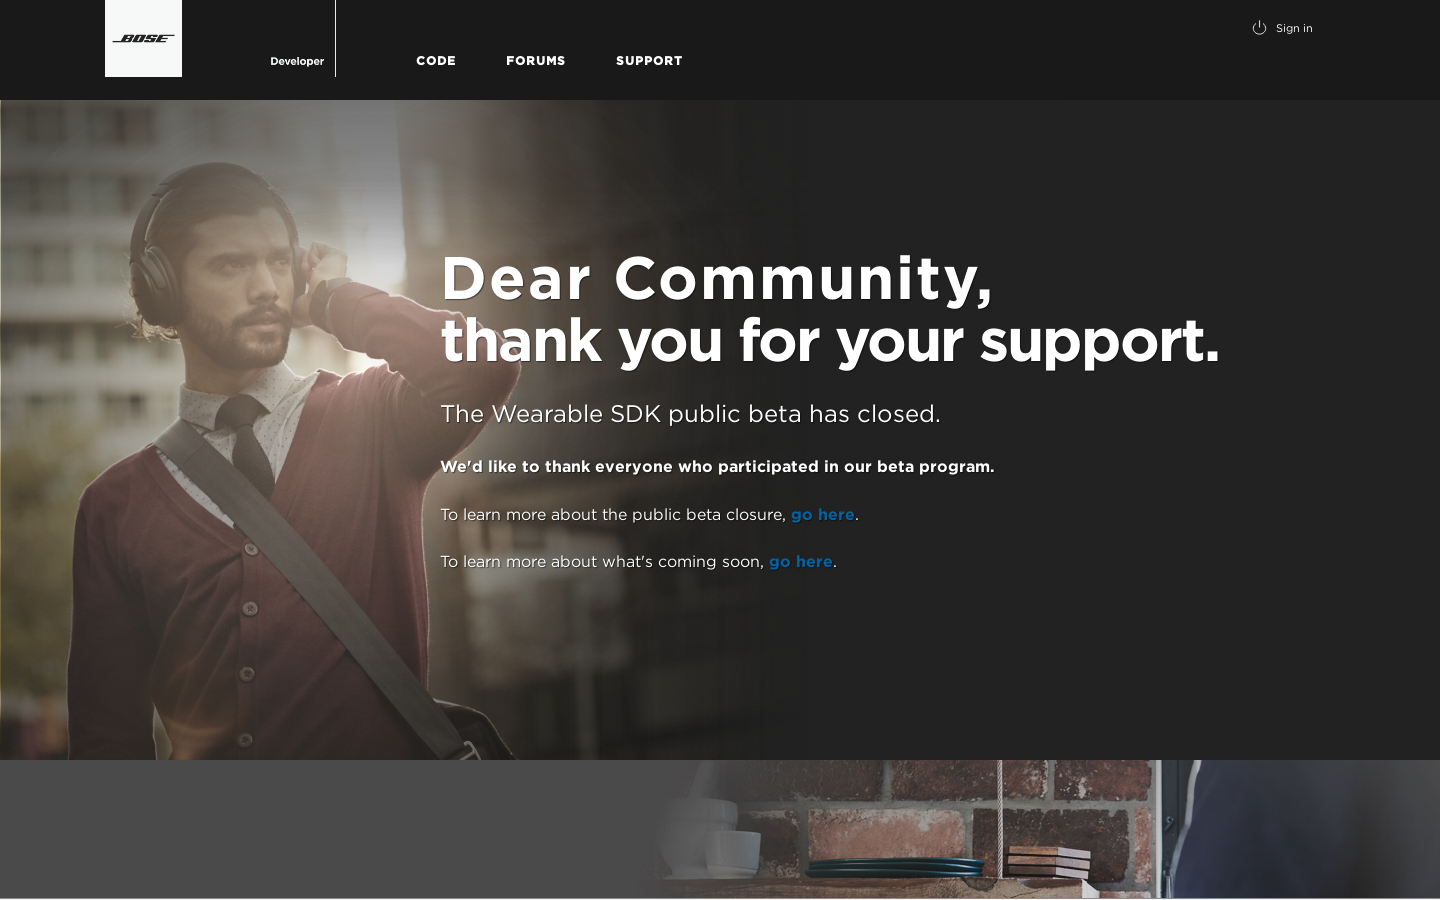 BOSE
Developer
CODE
FORUMS
SUPPORT
Sign in
Dear Community,
thank you for your support.
The Wearable SDK public beta has closed.
We'd like to thank everyone who participated in our beta program.
To learn more about the public beta closure, go here.
To learn more about what's coming soon, go here.